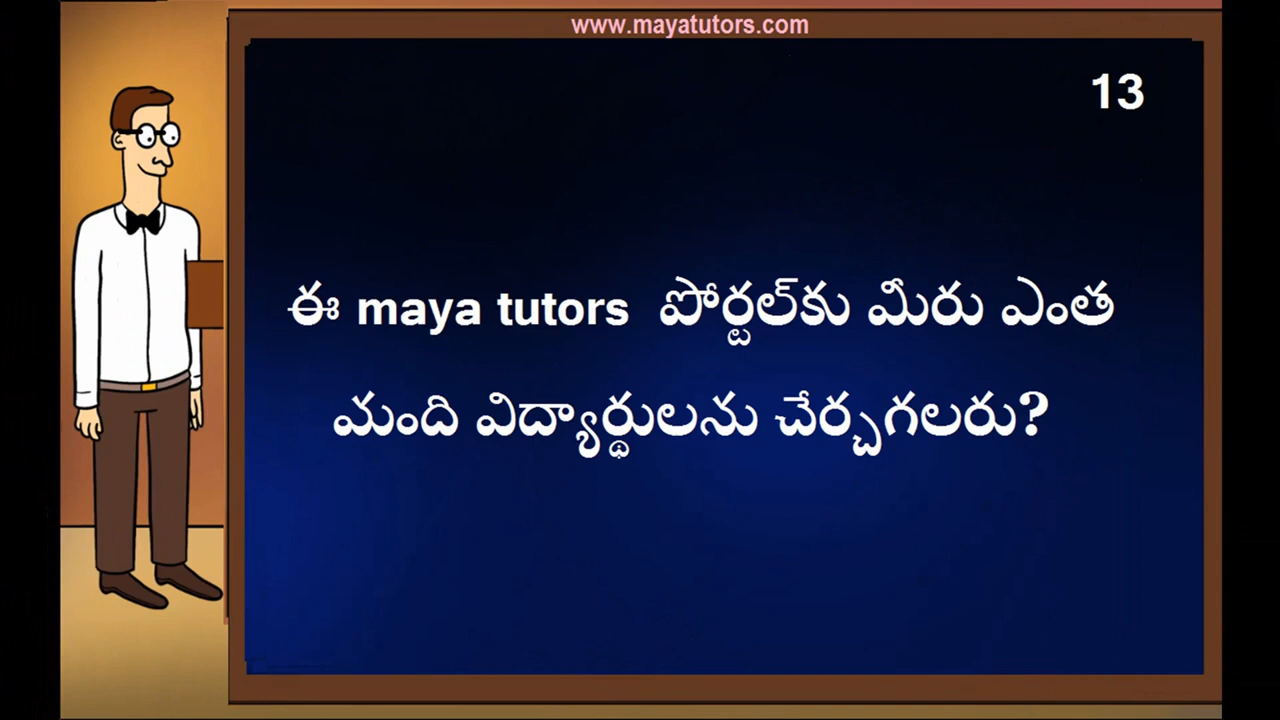 www.mayatutors.com
13
ఈ maya tutors పోర్టల్‌కు మీరు ఎంత
మంది విద్యార్థులను చేర్చగలరు?